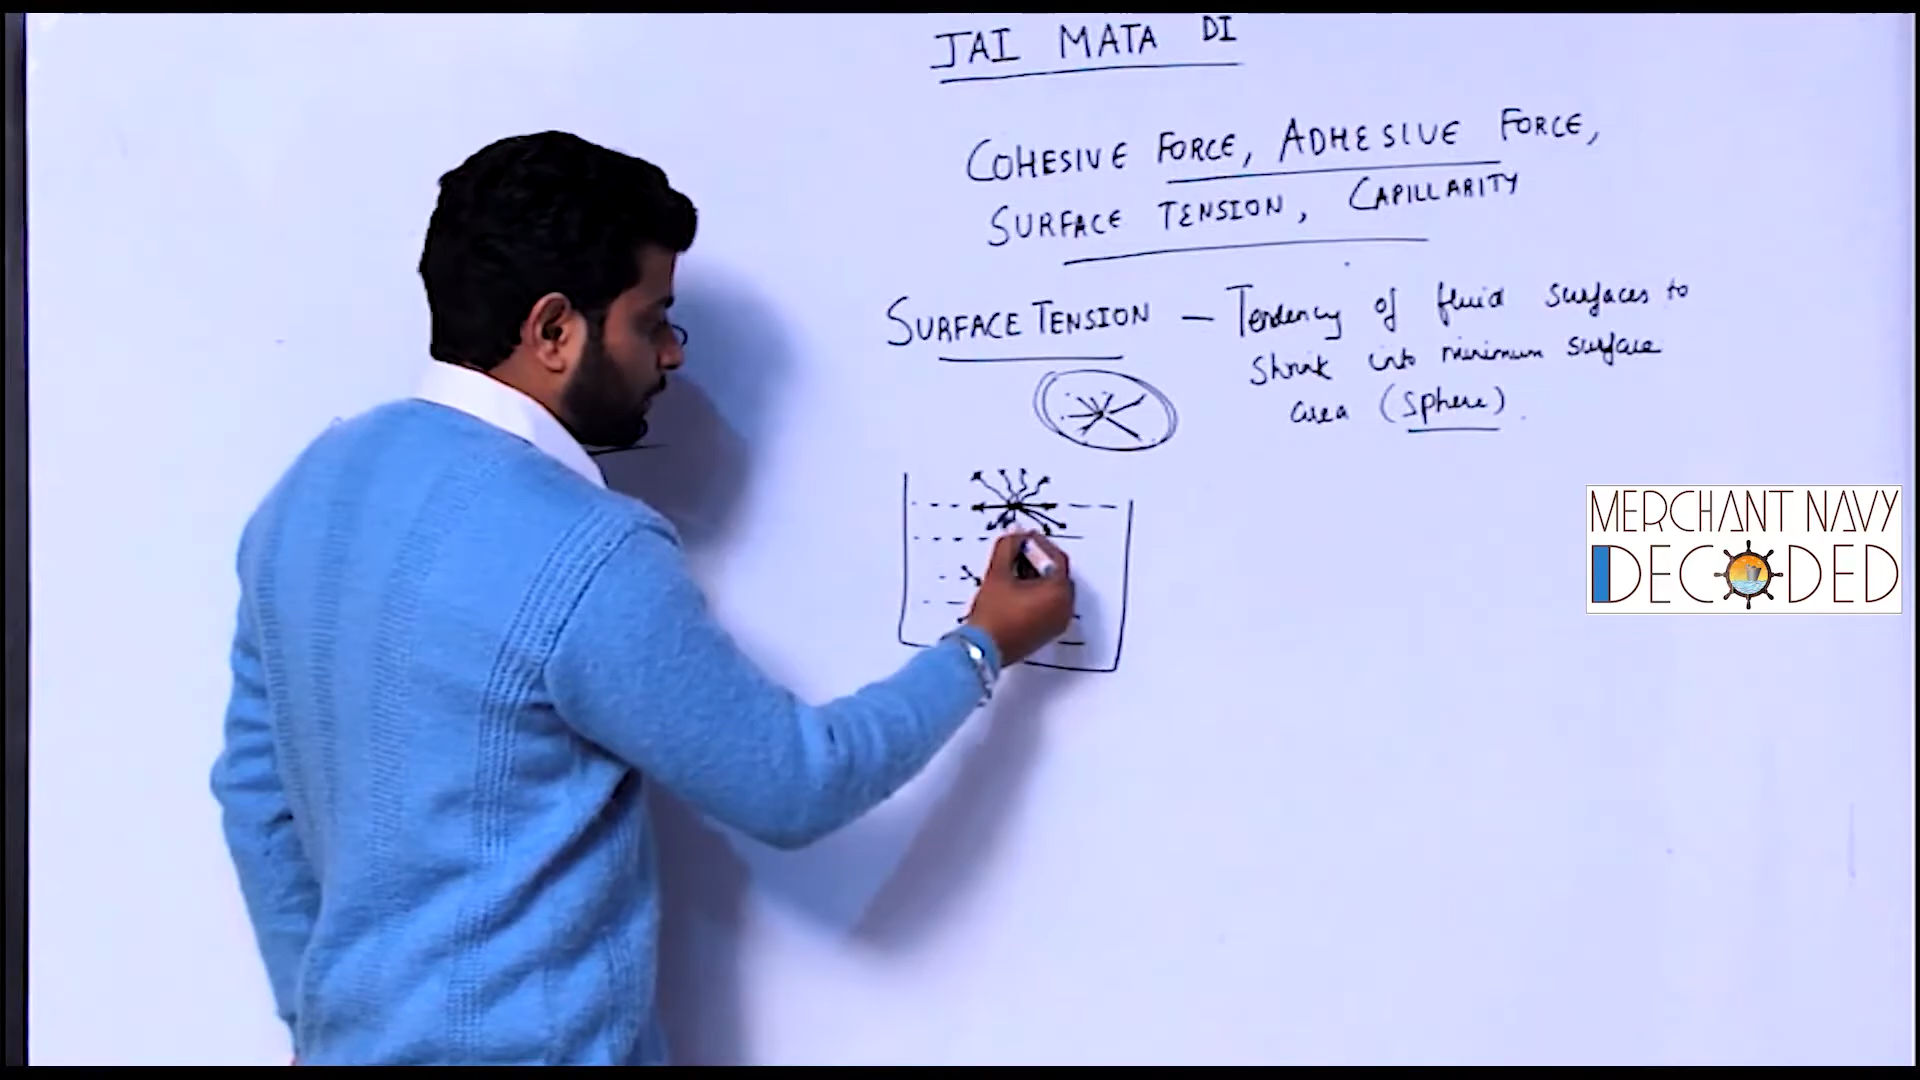 JAI MATA DI
COHESIVE FORCE, ADHESIVE FORCE,
SURFACE TENSION, CAPILLARITY
SURFACE TENSION - Tendency of fluid surfaces to
shrink into minimum surface
area (sphere).
MERCHANT NAVY
DECODED